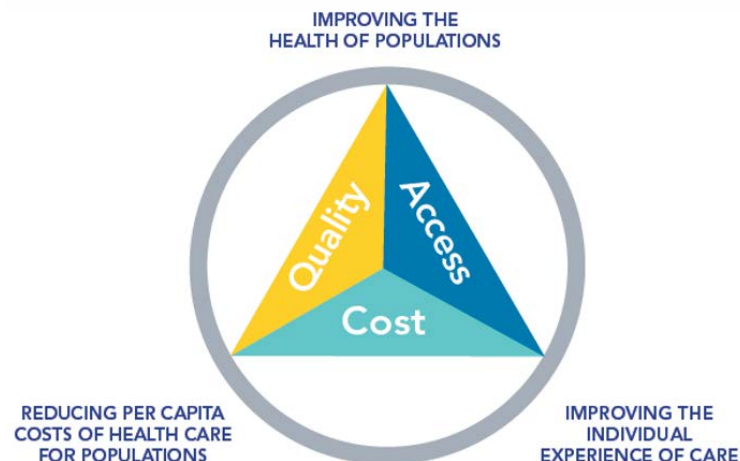 IMPROVING THE
HEALTH OF POPULATIONS
Quality
Access
Cost
REDUCING PER CAPITA
COSTS OF HEALTH CARE
FOR POPULATIONS
IMPROVING THE
INDIVIDUAL
EXPERIENCE OF CARE